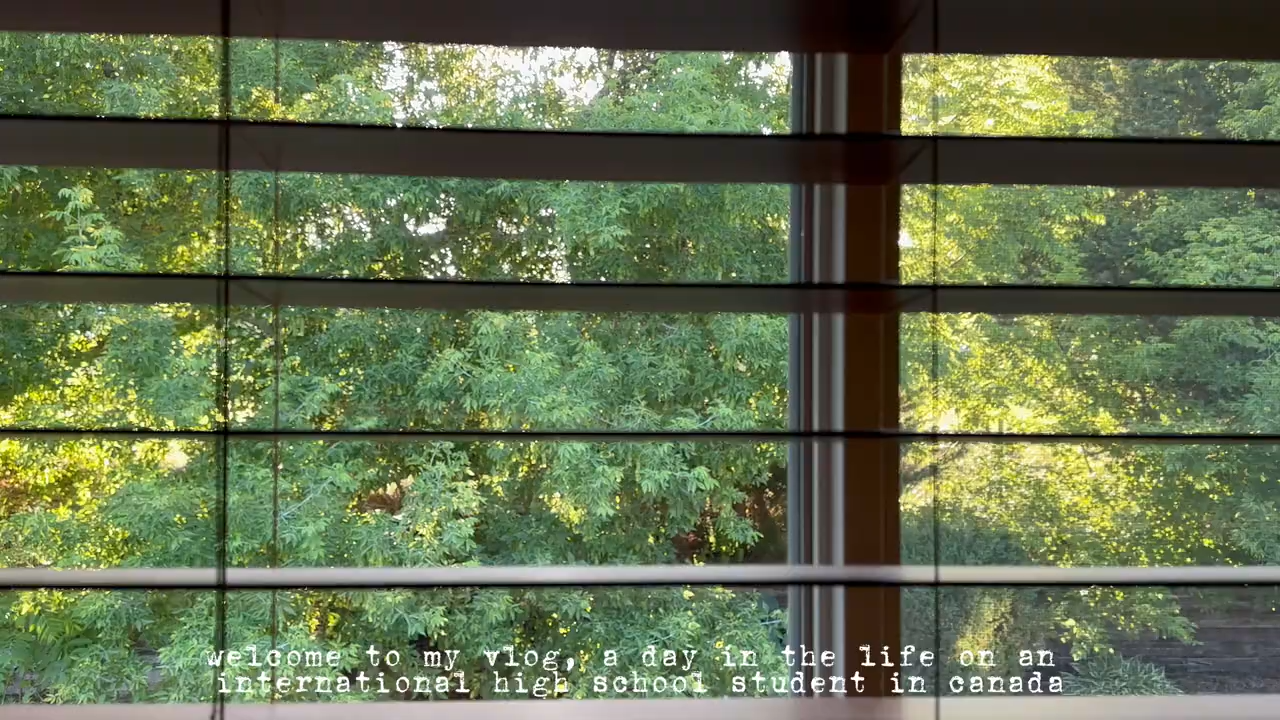 welcome to my vlog, a day in the life on an
international high school student in canada